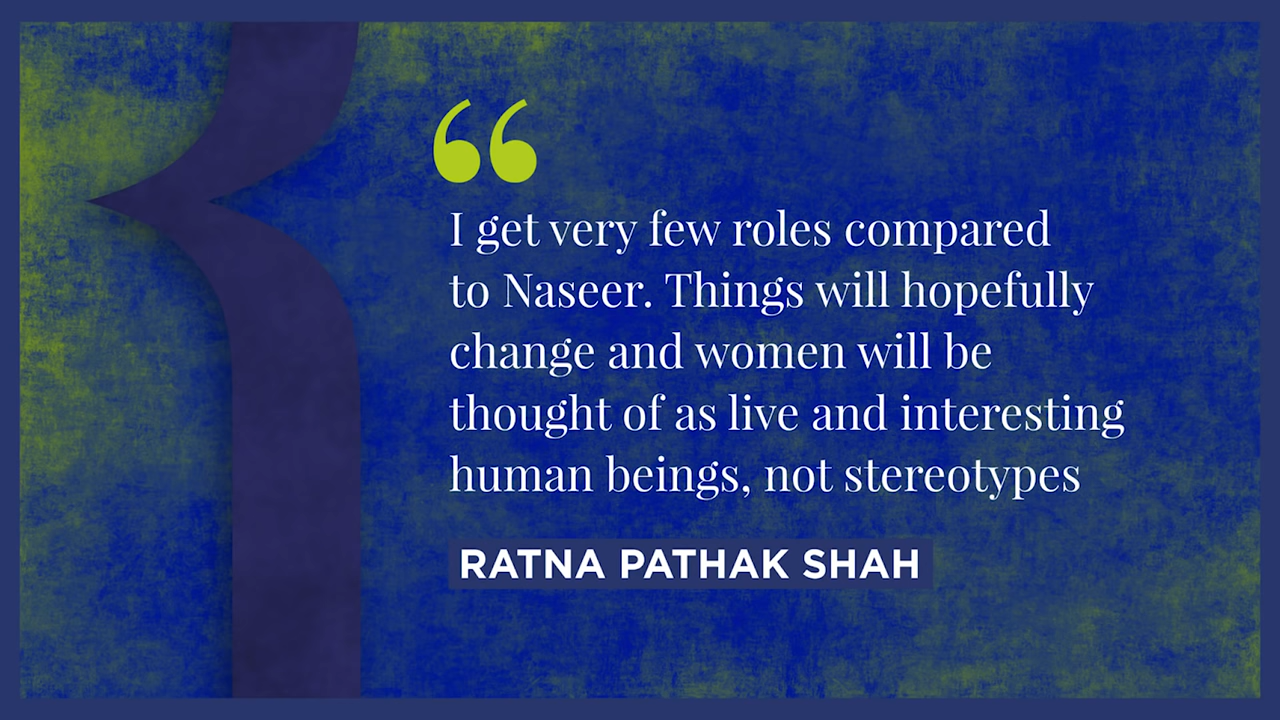 “
I get very few roles compared
to Naseer. Things will hopefully
change and women will be
thought of as live and interesting
human beings, not stereotypes
RATNA PATHAK SHAH